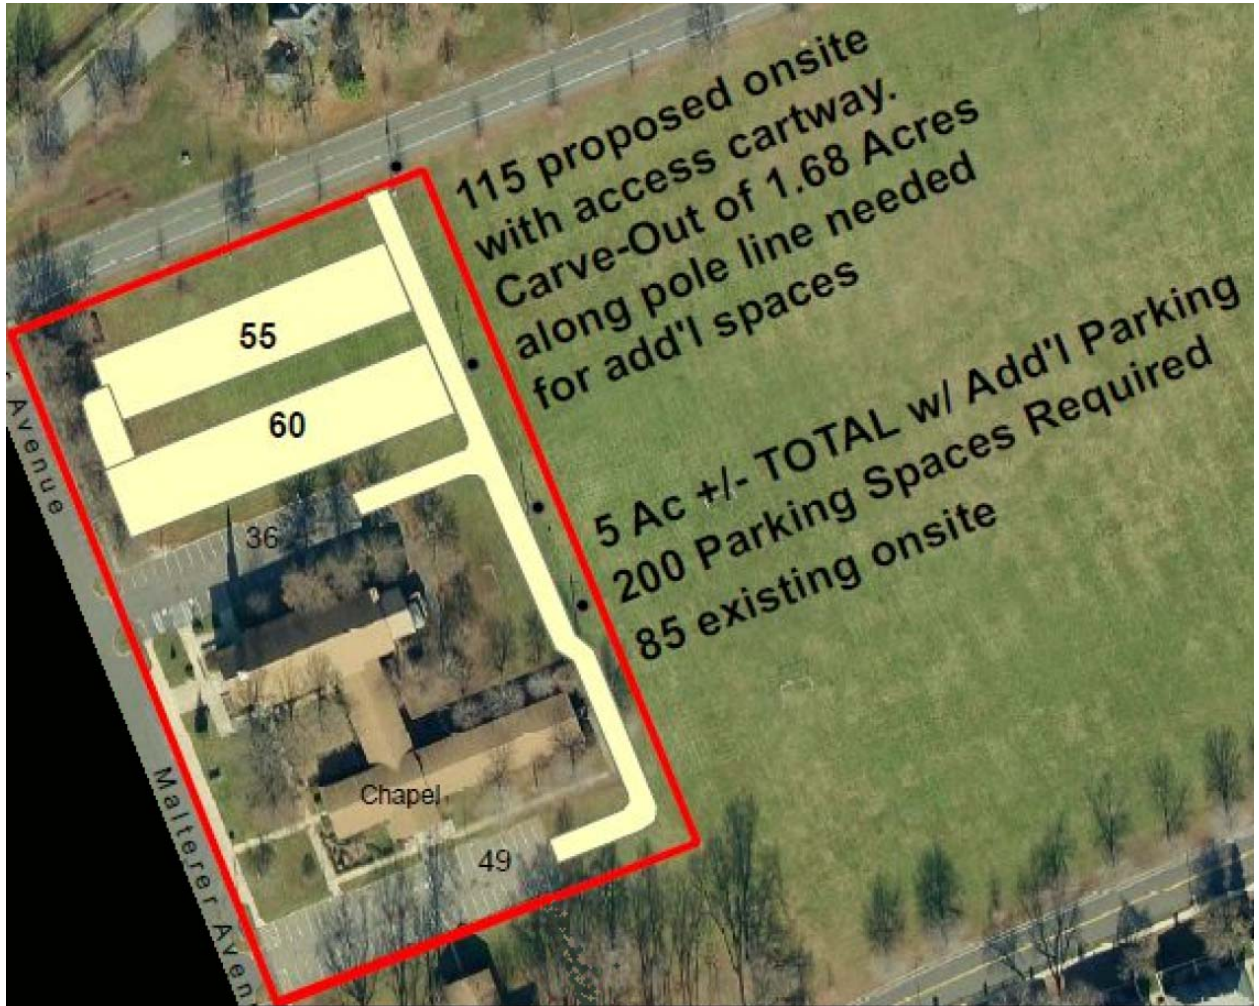 115 proposed onsite
with access cartway.
Carve-Out of 1.68 Acres
along pole line needed
for add'l spaces
5 Ac +/- TOTAL w/ Add'l Parking
200 Parking Spaces Required
85 existing onsite
55
60
36
Chapel
49
Avenue
Malterer Aven